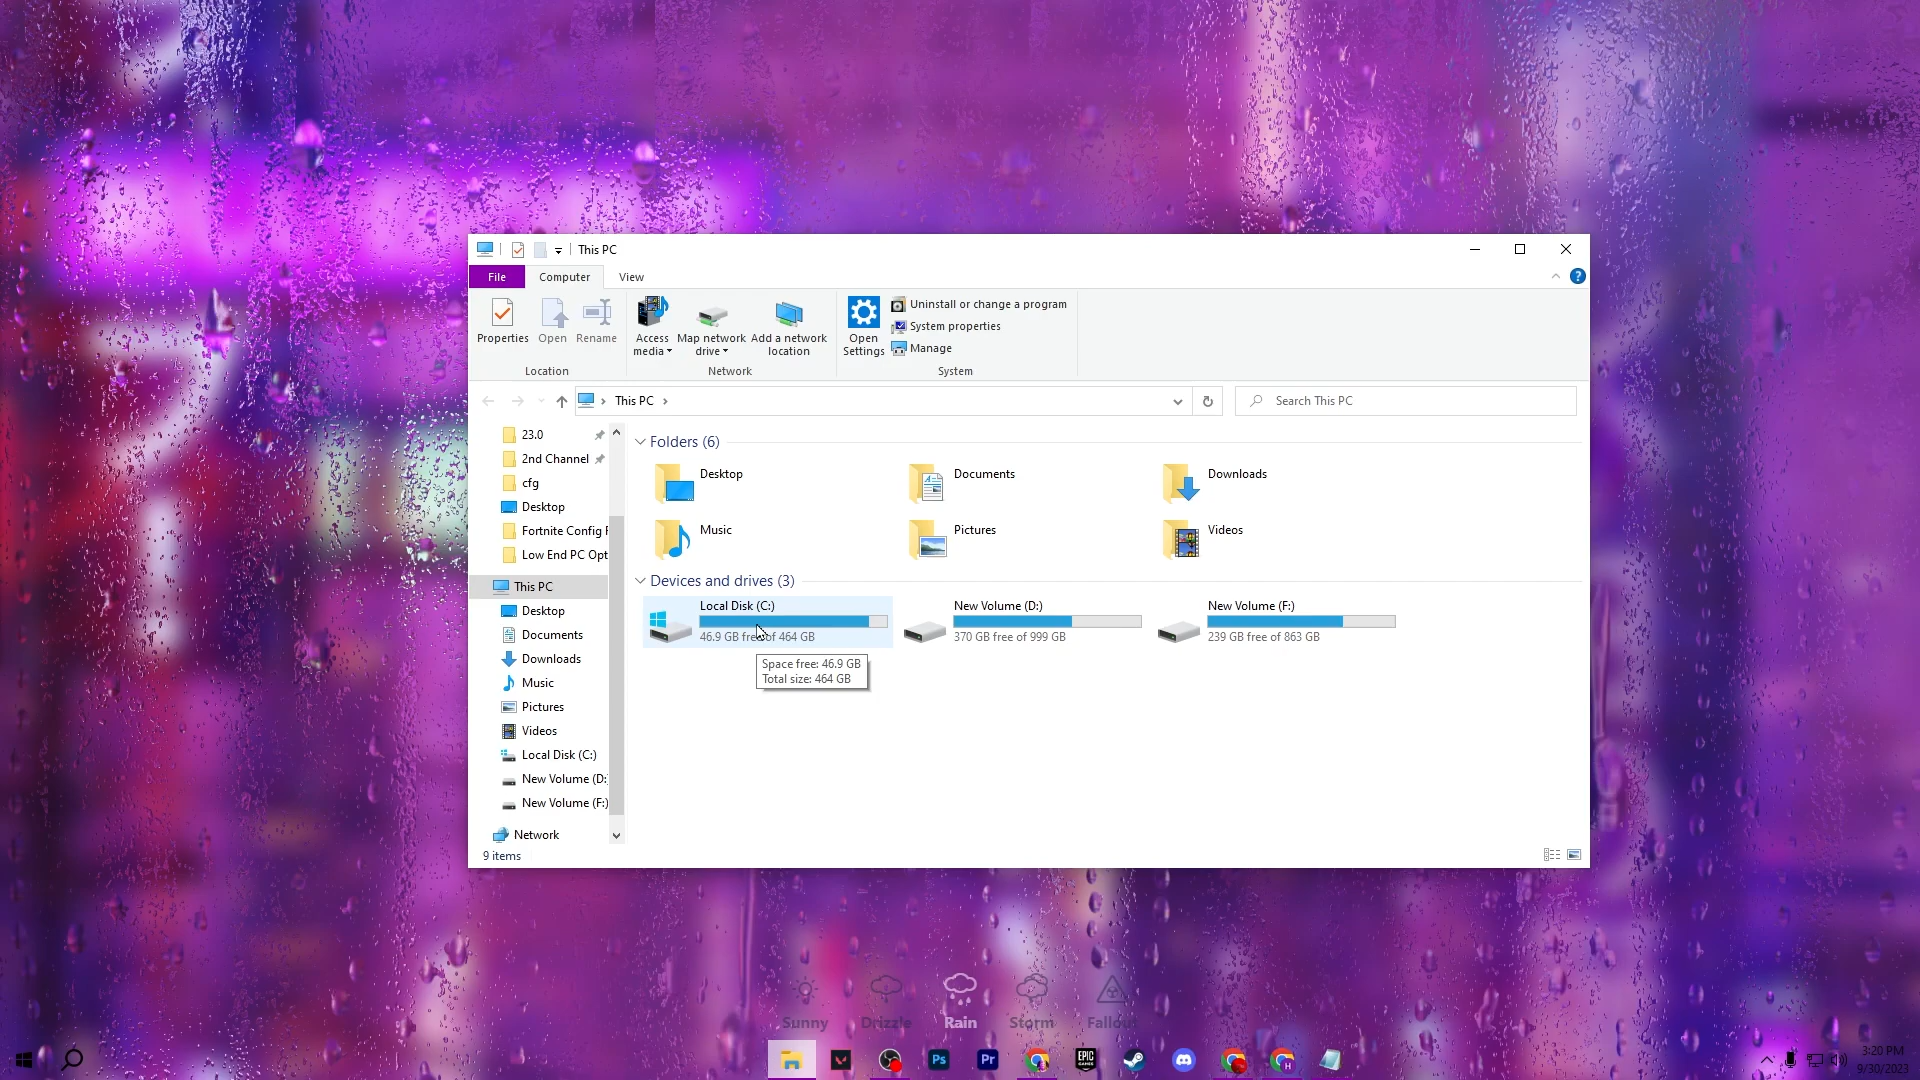 This PC
File
Computer
View
Properties
Open
Rename
Access
media
Map network
drive
Add a network
location
Open
Settings
Uninstall or change a program
System properties
Manage
Location
Network
System
This PC
Search This PC
23.0
2nd Channel
cfg
Desktop
Fortnite Config F
Low End PC Opt
This PC
Desktop
Documents
Downloads
Music
Pictures
Videos
Local Disk (C:)
New Volume (D:
New Volume (F:)
Network
Folders (6)
Desktop
Documents
Downloads
Music
Pictures
Videos
Devices and drives (3)
Local Disk (C:)
46.9 GB free of 464 GB
New Volume (D:)
370 GB free of 999 GB
New Volume (F:)
239 GB free of 863 GB
Space free: 46.9 GB
Total size: 464 GB
9 items
Sunny
Drizzle
Rain
Storm
Fallout
Ps
Pr
EPIC
GAMES
H
3:20 PM
9/30/2023